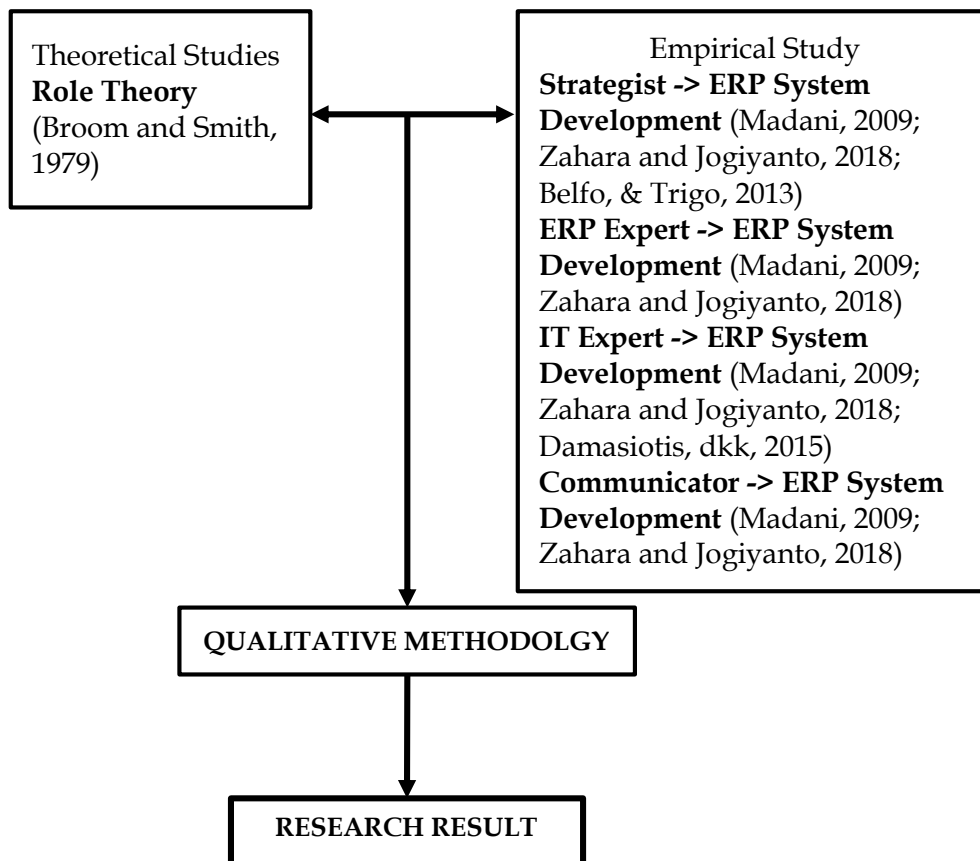 Theoretical Studies
Role Theory
(Broom and Smith,
1979)
Empirical Study
Strategist -> ERP System
Development (Madani, 2009;
Zahara and Jogiyanto, 2018;
Belfo, & Trigo, 2013)
ERP Expert -> ERP System
Development (Madani, 2009;
Zahara and Jogiyanto, 2018)
IT Expert -> ERP System
Development (Madani, 2009;
Zahara and Jogiyanto, 2018;
Damasiotis, dkk, 2015)
Communicator -> ERP System
Development (Madani, 2009;
Zahara and Jogiyanto, 2018)
QUALITATIVE METHODOLGY
RESEARCH RESULT